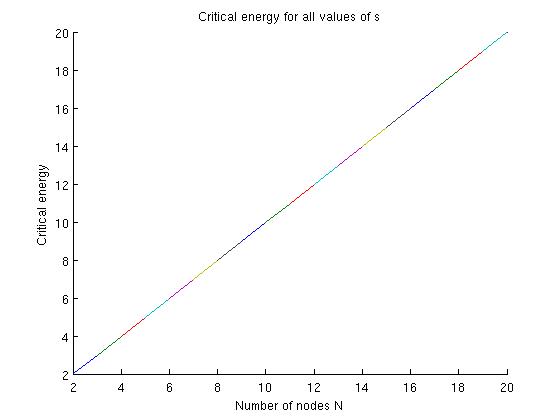 Critical energy for all values of s
20
18
16
14
12
10
8
6
4
2
Critical energy
2 4 6 8 10 12 14 16 18 20
Number of nodes N